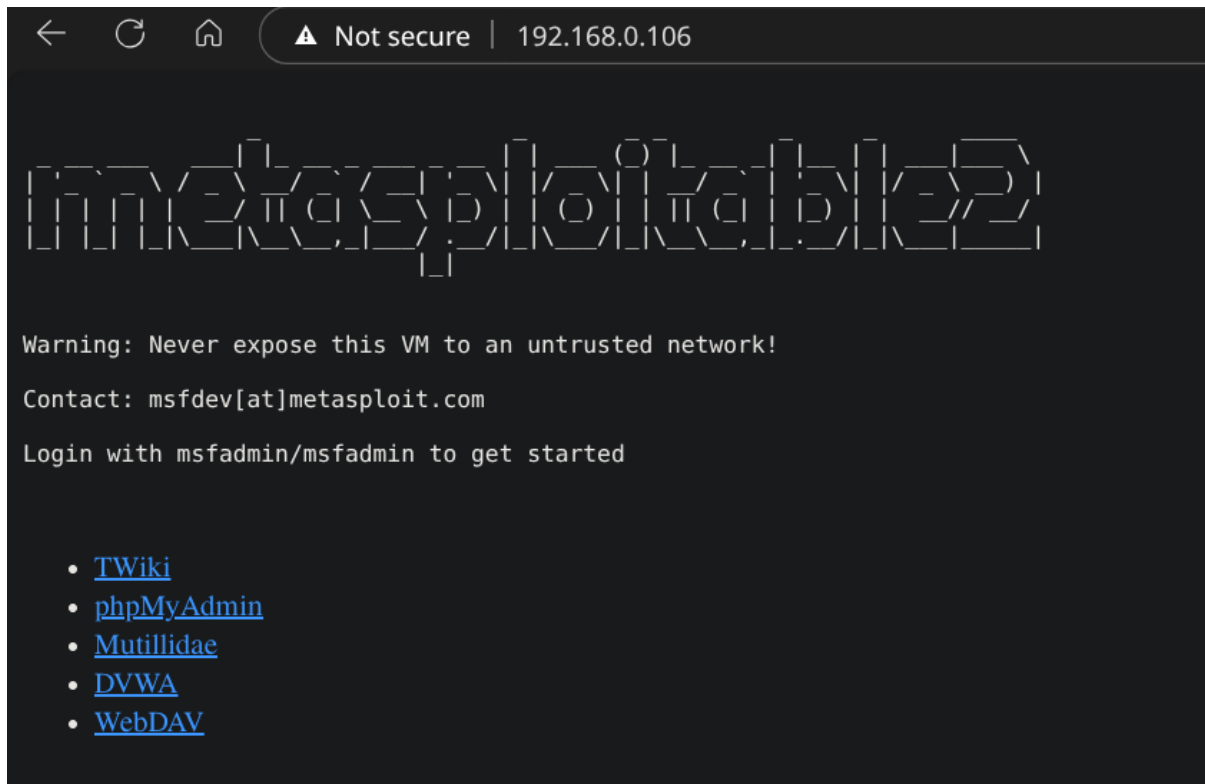 Not secure | 192.168.0.106
metasploitable2
Warning: Never expose this VM to an untrusted network!
Contact: msfdev[at]metasploit.com
Login with msfadmin/msfadmin to get started
TWiki
phpMyAdmin
Mutillidae
DVWA
WebDAV